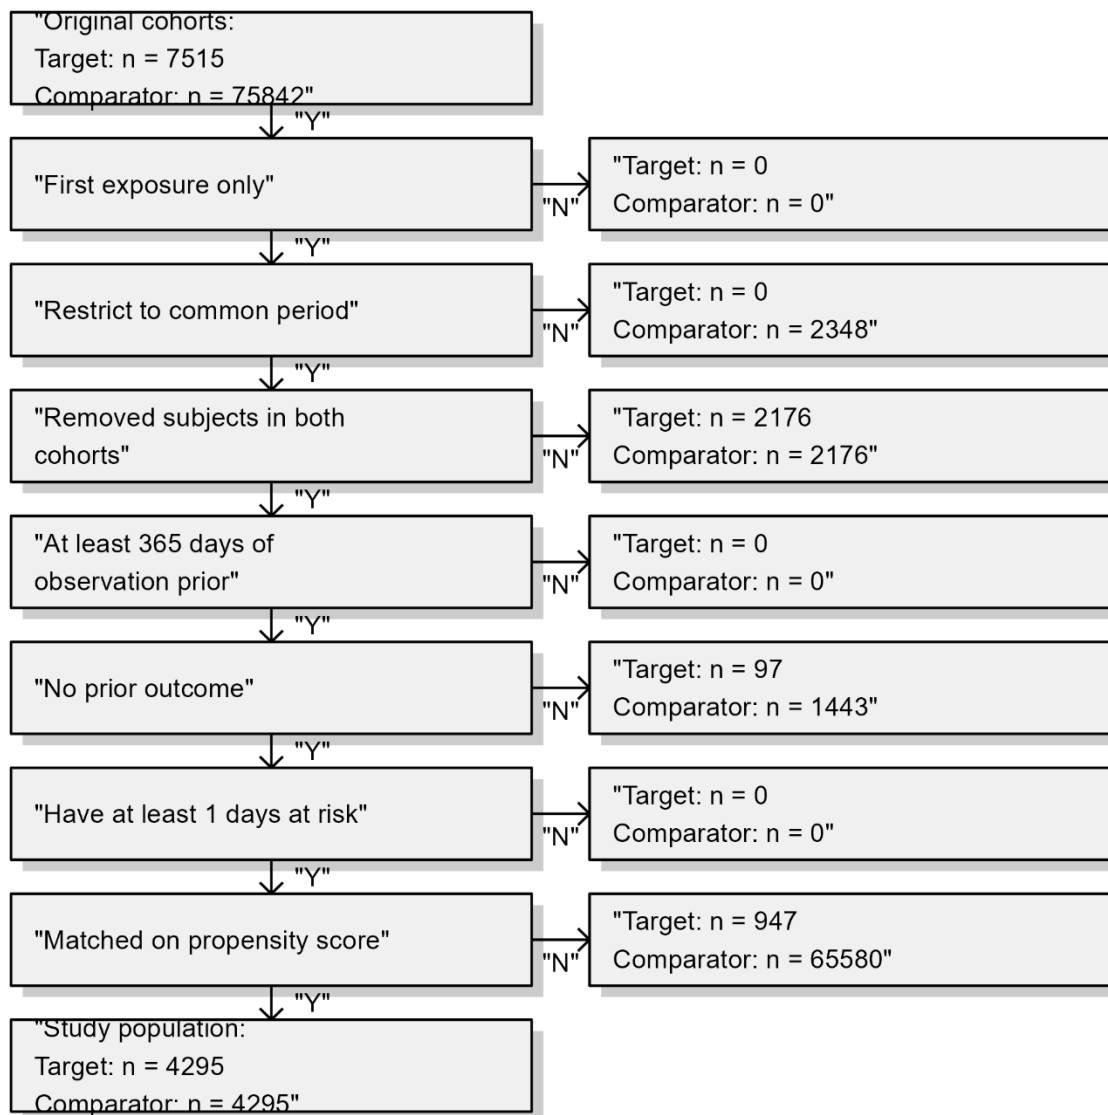 "Original cohorts:
Target: n = 7515
Comparator: n = 75842"
"Y"
"First exposure only"
"N"
"Target: n = 0
Comparator: n = 0"
"Y"
"Restrict to common period"
"N"
"Target: n = 0
Comparator: n = 2348"
"Y"
"Removed subjects in both
cohorts"
"N"
"Target: n = 2176
Comparator: n = 2176"
"Y"
"At least 365 days of
observation prior"
"N"
"Target: n = 0
Comparator: n = 0"
"Y"
"No prior outcome"
"N"
"Target: n = 97
Comparator: n = 1443"
"Y"
"Have at least 1 days at risk"
"N"
"Target: n = 0
Comparator: n = 0"
"Y"
"Matched on propensity score"
"N"
"Target: n = 947
Comparator: n = 65580"
"Y"
"Study population:
Target: n = 4295
Comparator: n = 4295"